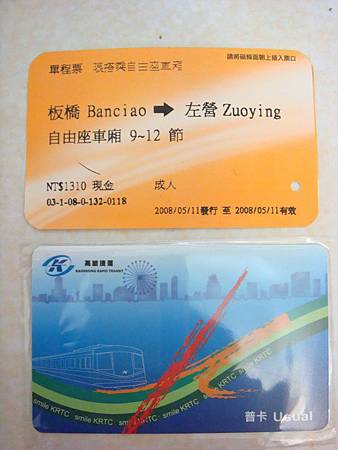 請將磁條面朝上插入票口
單程票 限搭乘自由座車廂
板橋 Banciao ➡ 左營 Zuoying
自由座車廂 9~12 節
NT$1310 現金 成人
03-1-08-0-132-0118
2008/05/11發行 至 2008/05/11有效
高雄捷運
KAOHSIUNG RAPID TRANSIT
smile KRTC smile KRTC smile KRTC smile KRTC
普卡 Usual